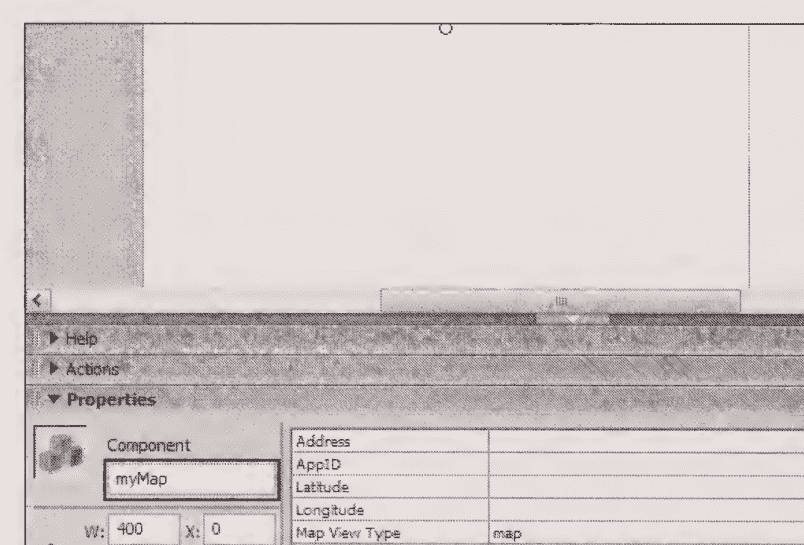 Help
Actions
Properties
Component
myMap
W: 400 X: 0
Address
AppID
Latitude
Longitude
Map View Type map